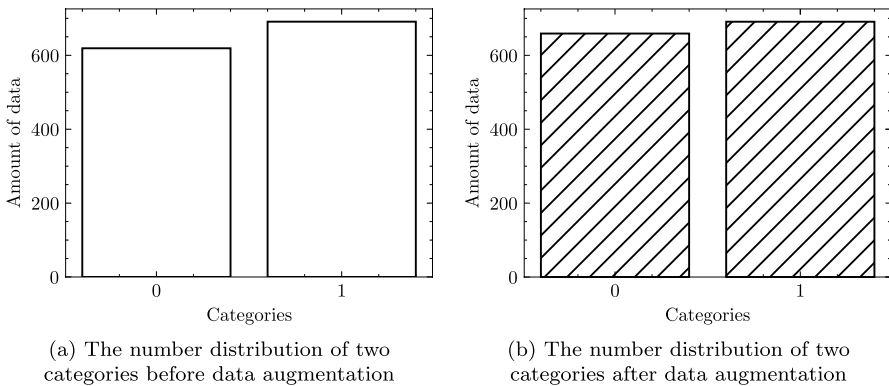 600
400
200
0
Amount of data
0 1
Categories
(a) The number distribution of two
categories before data augmentation
600
400
200
0
Amount of data
0 1
Categories
(b) The number distribution of two
categories after data augmentation